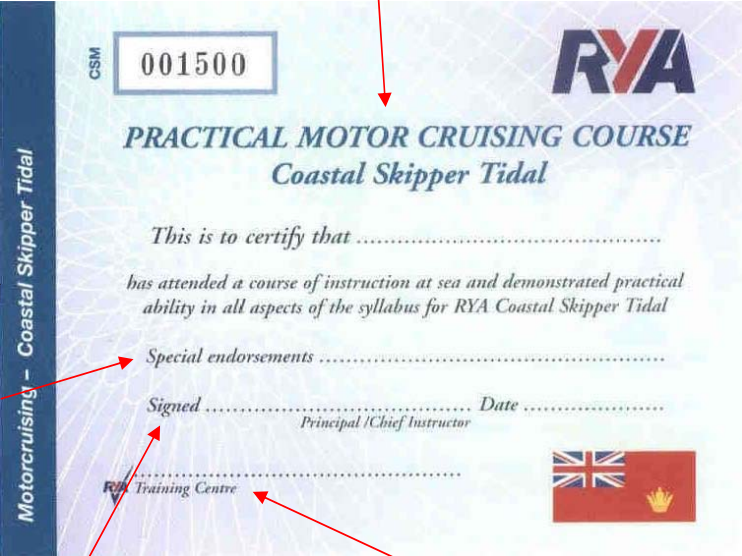 CSM
001500
RYA
PRACTICAL MOTOR CRUISING COURSE
Coastal Skipper Tidal
This is to certify that ..............................................
has attended a course of instruction at sea and demonstrated practical
ability in all aspects of the syllabus for RYA Coastal Skipper Tidal
Special endorsements ....................................................
Signed ........................................ Date .....................
Principal/Chief Instructor
..................................................
RYA Training Centre
Motorcruising – Coastal Skipper Tidal